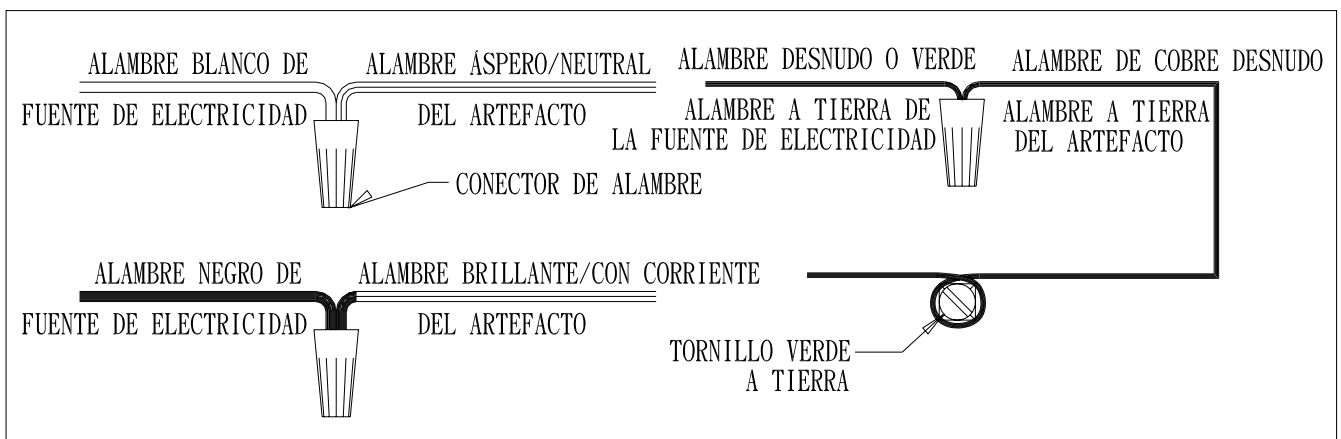 ALAMBRE BLANCO DE
FUENTE DE ELECTRICIDAD
ALAMBRE ÁSPERO/NEUTRAL
DEL ARTEFACTO
CONECTOR DE ALAMBRE
ALAMBRE DESNUDO O VERDE
ALAMBRE A TIERRA DE
LA FUENTE DE ELECTRICIDAD
ALAMBRE DE COBRE DESNUDO
ALAMBRE A TIERRA
DEL ARTEFACTO
ALAMBRE NEGRO DE
FUENTE DE ELECTRICIDAD
ALAMBRE BRILLANTE/CON CORRIENTE
DEL ARTEFACTO
TORNILLO VERDE
A TIERRA